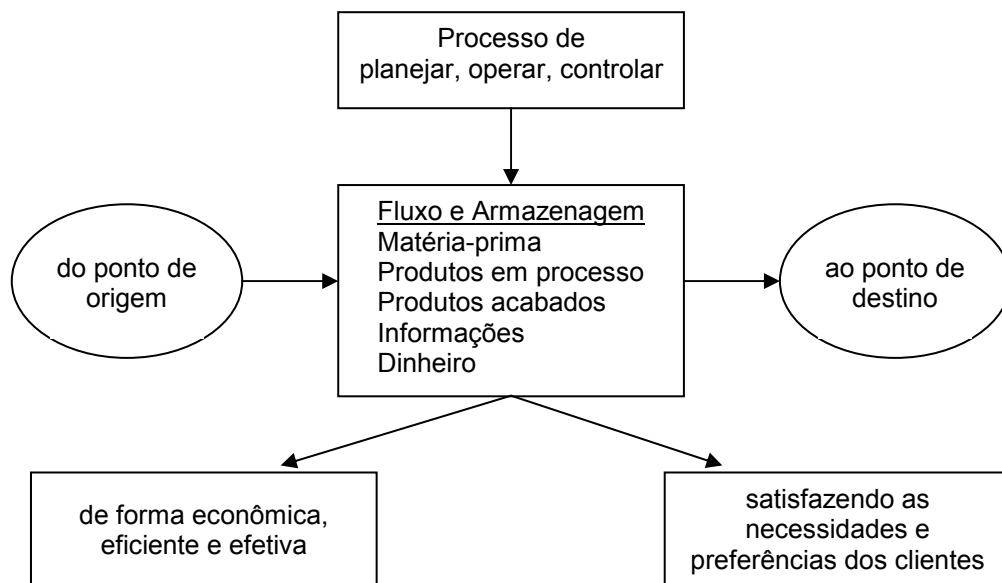 Processo de
planejar, operar, controlar
do ponto de
origem
Fluxo e Armazenagem
Matéria-prima
Produtos em processo
Produtos acabados
Informações
Dinheiro
ao ponto de
destino
de forma econômica,
eficiente e efetiva
satisfazendo as
necessidades e
preferências dos clientes